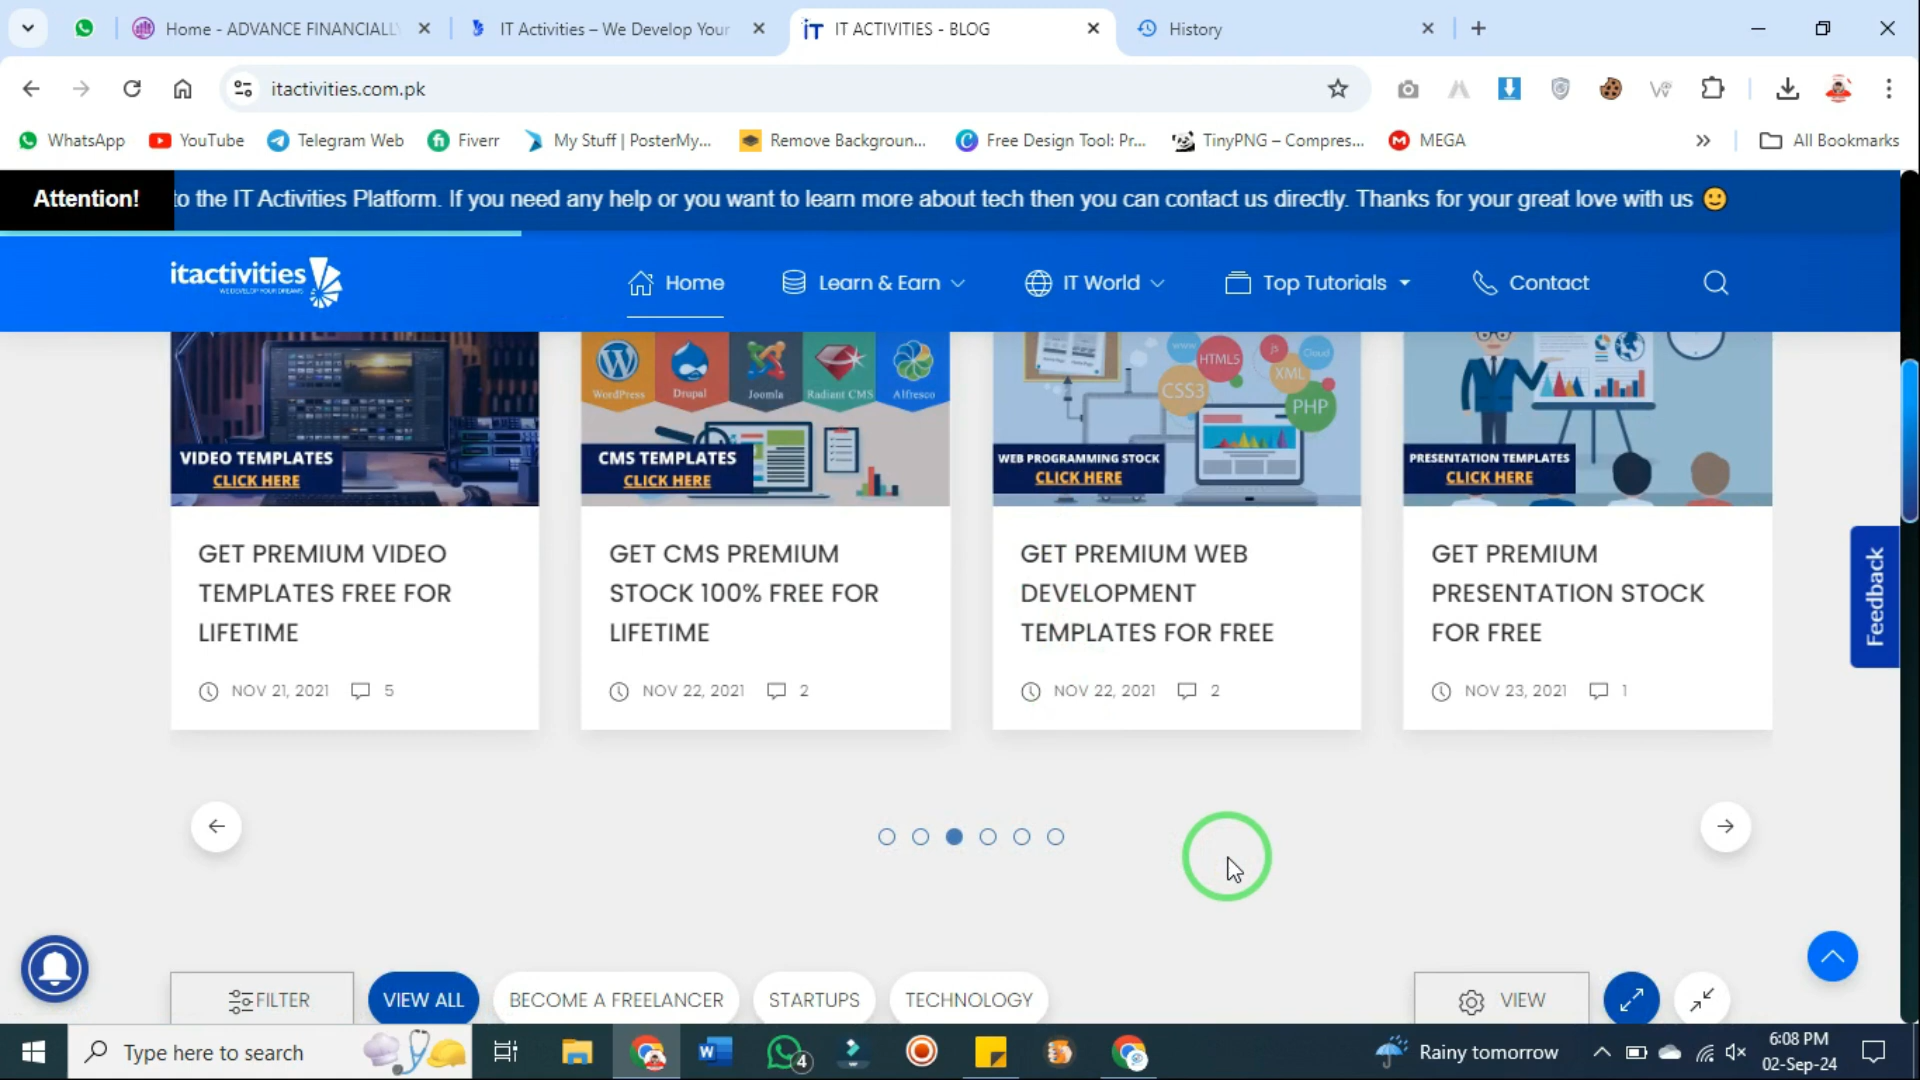 Home - ADVANCE FINANCIALLY
IT Activities – We Develop Your
IT ACTIVITIES - BLOG
History
itactivities.com.pk
WhatsApp
YouTube
Telegram Web
Fiverr
My Stuff | PosterMy...
Remove Backgroun...
Free Design Tool: Pr...
TinyPNG – Compres...
MEGA
»
All Bookmarks
Attention!
to the IT Activities Platform. If you need any help or you want to learn more about tech then you can contact us directly. Thanks for your great love with us 🙂
itactivities
WE DEVELOP YOUR DREAMS
Home
Learn & Earn
IT World
Top Tutorials
Contact
VIDEO TEMPLATES
CLICK HERE
WordPress
Drupal
Joomla
Radiant CMS
Alfresco
CMS TEMPLATES
CLICK HERE
www
HTML5
js
Cloud
CSS3
XML
PHP
WEB PROGRAMMING STOCK
CLICK HERE
PRESENTATION TEMPLATES
CLICK HERE
GET PREMIUM VIDEO
TEMPLATES FREE FOR
LIFETIME
NOV 21, 2021 5
GET CMS PREMIUM
STOCK 100% FREE FOR
LIFETIME
NOV 22, 2021 2
GET PREMIUM WEB
DEVELOPMENT
TEMPLATES FOR FREE
NOV 22, 2021 2
GET PREMIUM
PRESENTATION STOCK
FOR FREE
NOV 23, 2021 1
Feedback
FILTER
VIEW ALL
BECOME A FREELANCER
STARTUPS
TECHNOLOGY
VIEW
Type here to search
4
Rainy tomorrow
6:08 PM
02-Sep-24